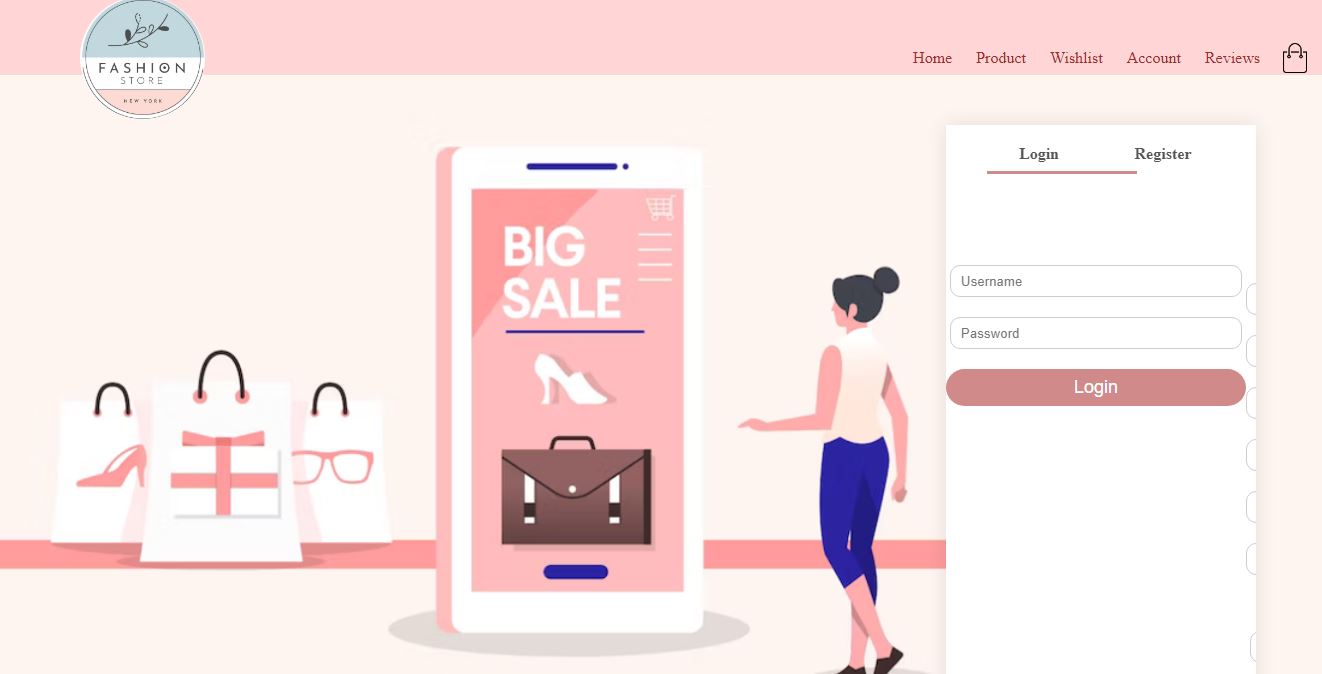 FASHION
STORE
NEW YORK
Home Product Wishlist Account Reviews
Login Register
BIG
SALE
Username
Password
Login